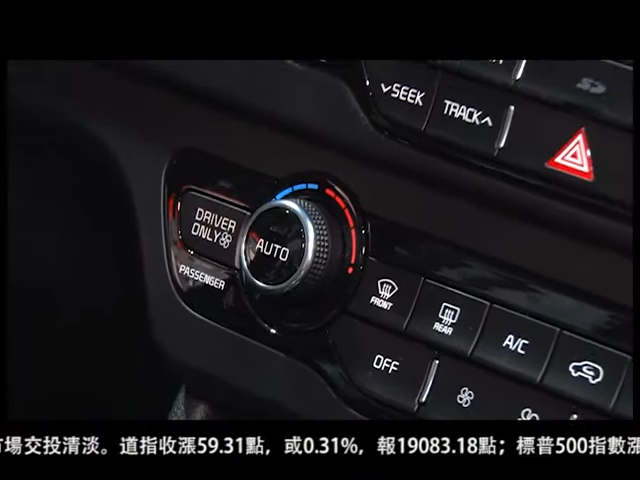 SEEK
TRACK
DRIVER
ONLY
AUTO
PASSENGER
FRONT
REAR
A/C
OFF
市場交投清淡。道指收漲59.31點，或0.31%，報19083.18點；標普500指數漲